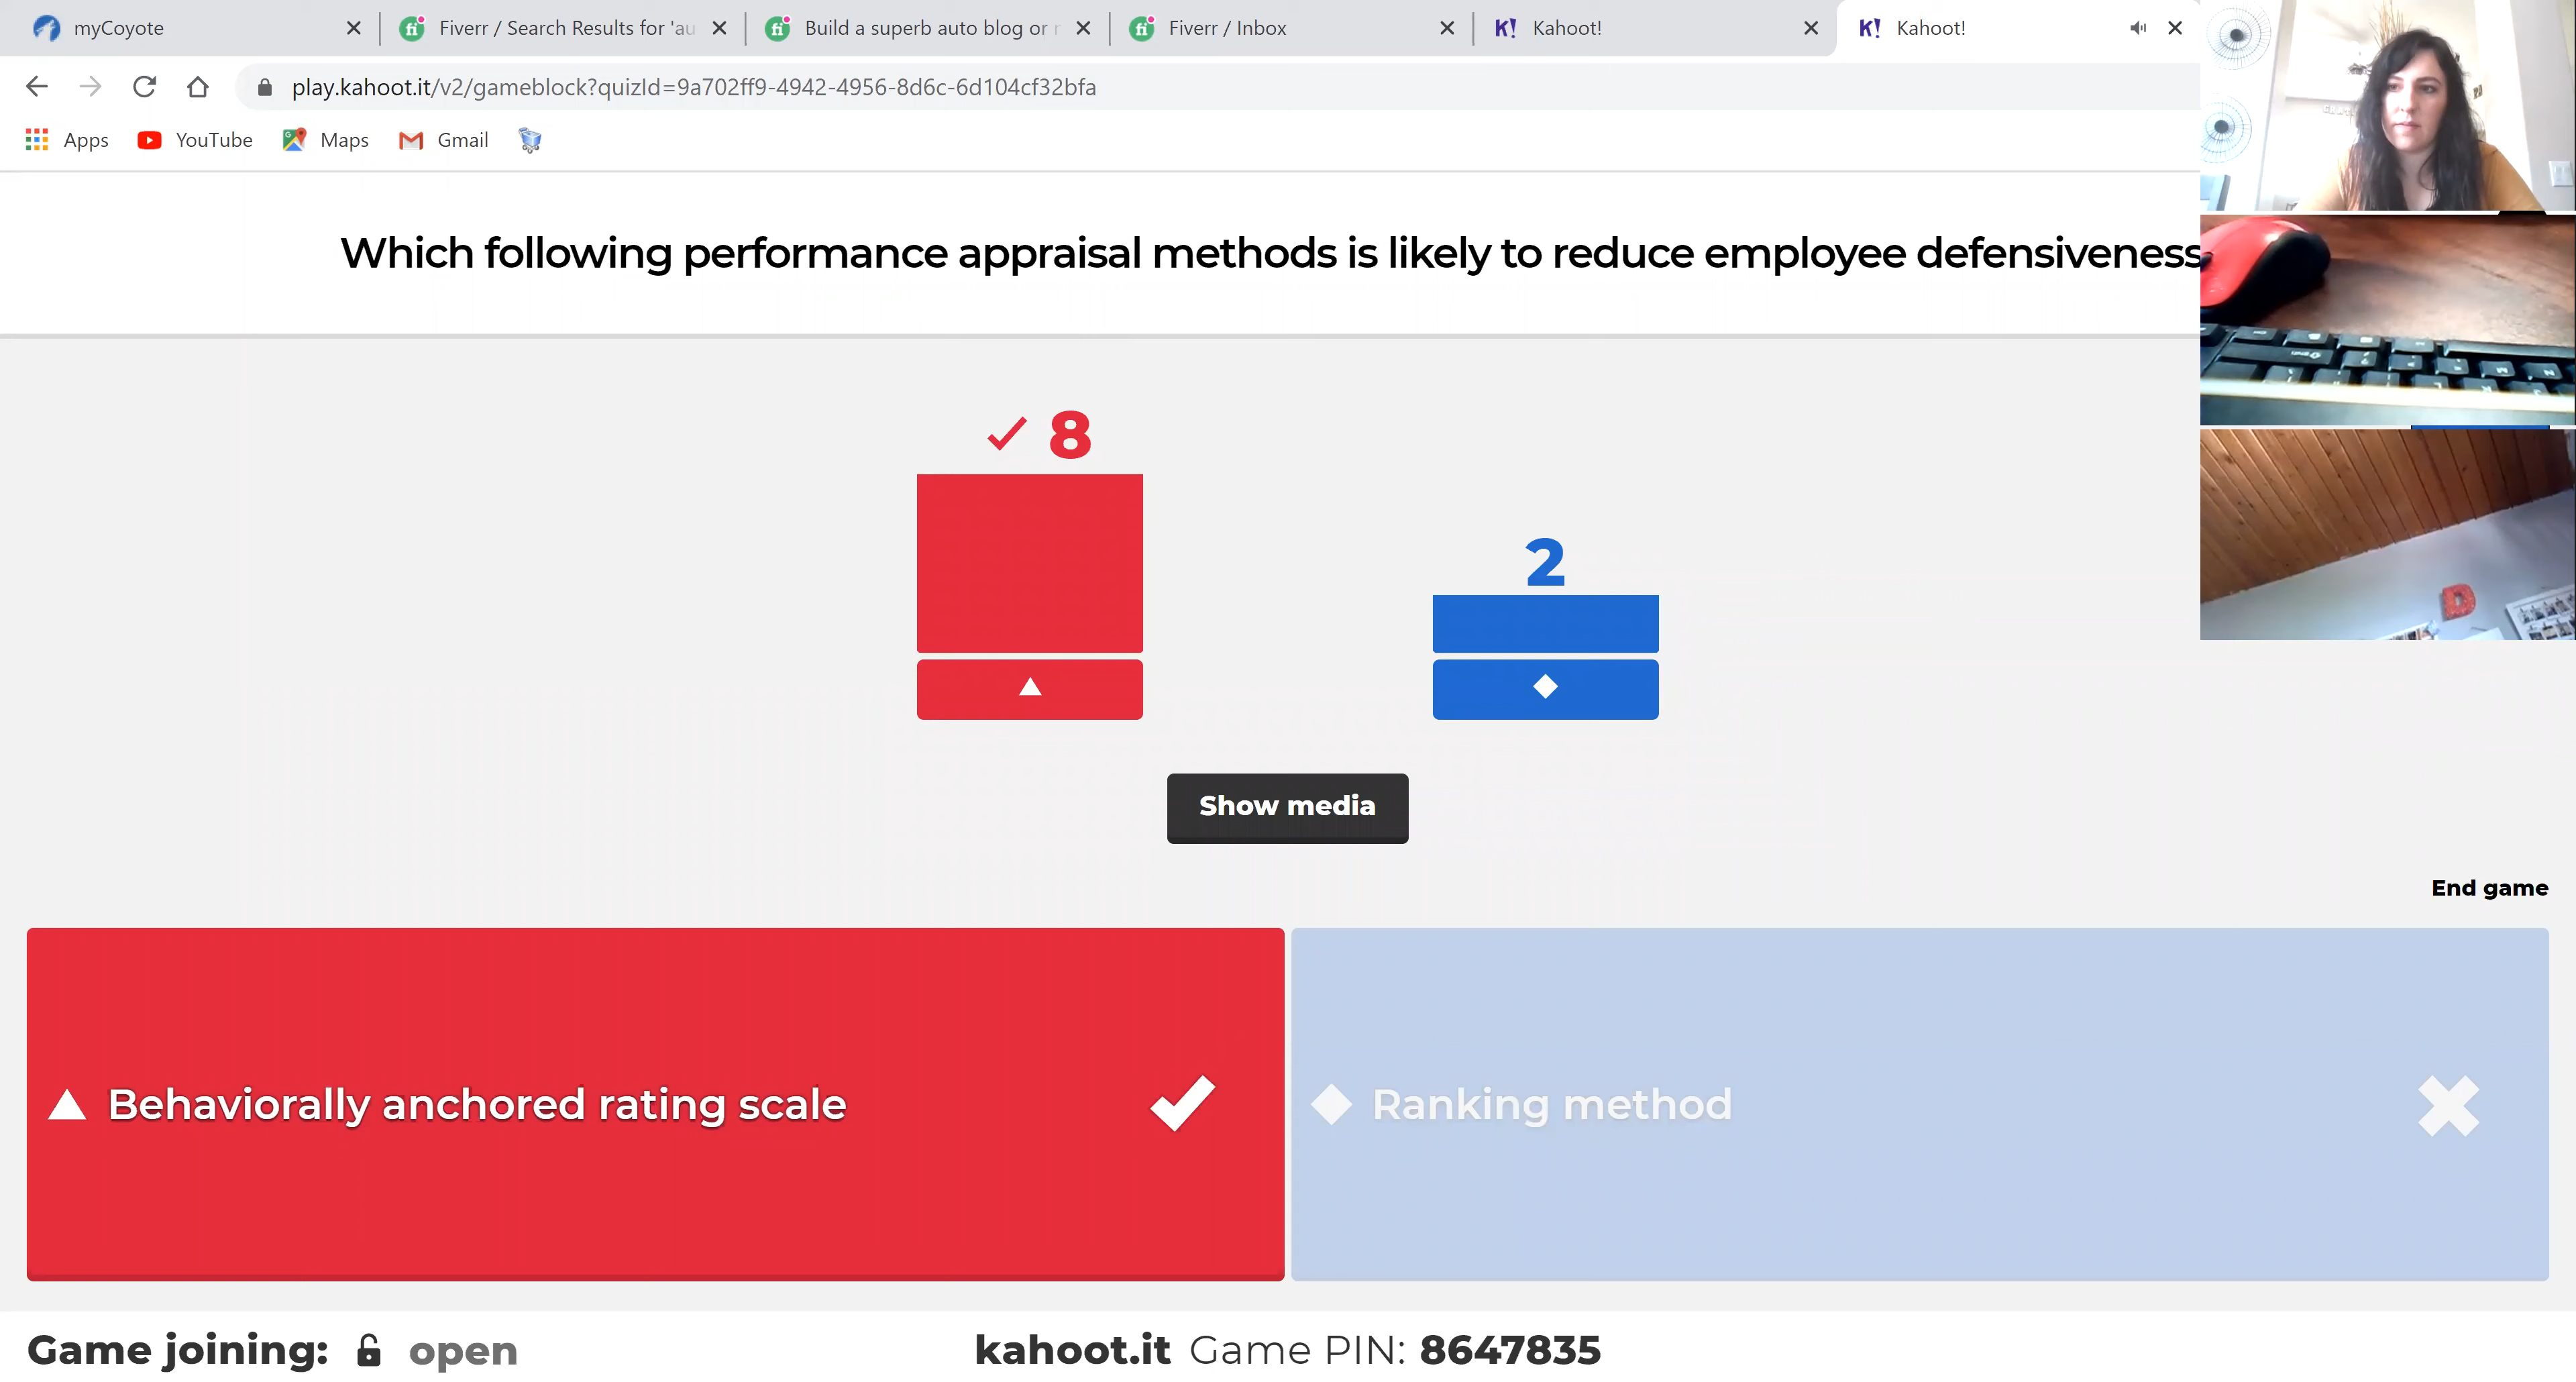 myCoyote
Fiverr / Search Results for 'au
Build a superb auto blog or
Fiverr / Inbox
K! Kahoot!
K! Kahoot!
play.kahoot.it/v2/gameblock?quizId=9a702ff9-4942-4956-8d6c-6d104cf32bfa
Apps YouTube Maps Gmail
Which following performance appraisal methods is likely to reduce employee defensiveness
8
2
Show media
End game
Behaviorally anchored rating scale
Ranking method
Game joining: open
kahoot.it Game PIN: 8647835
D